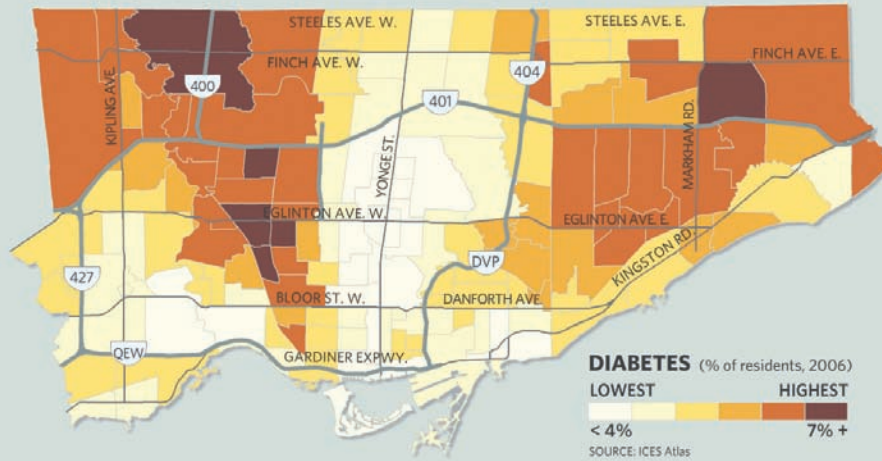 STEELES AVE. W.
STEELES AVE. E.
FINCH AVE. W.
FINCH AVE. E.
404
400
401
KIPLING AVE.
YONGE ST.
MARKHAM RD.
EGLINTON AVE. W.
EGLINTON AVE. E.
427
DVP
KINGSTON RD.
BLOOR ST. W.
DANFORTH AVE.
QEW
GARDINER EXPWY.
DIABETES (% of residents, 2006)
LOWEST HIGHEST
< 4% 7% +
SOURCE: ICES Atlas